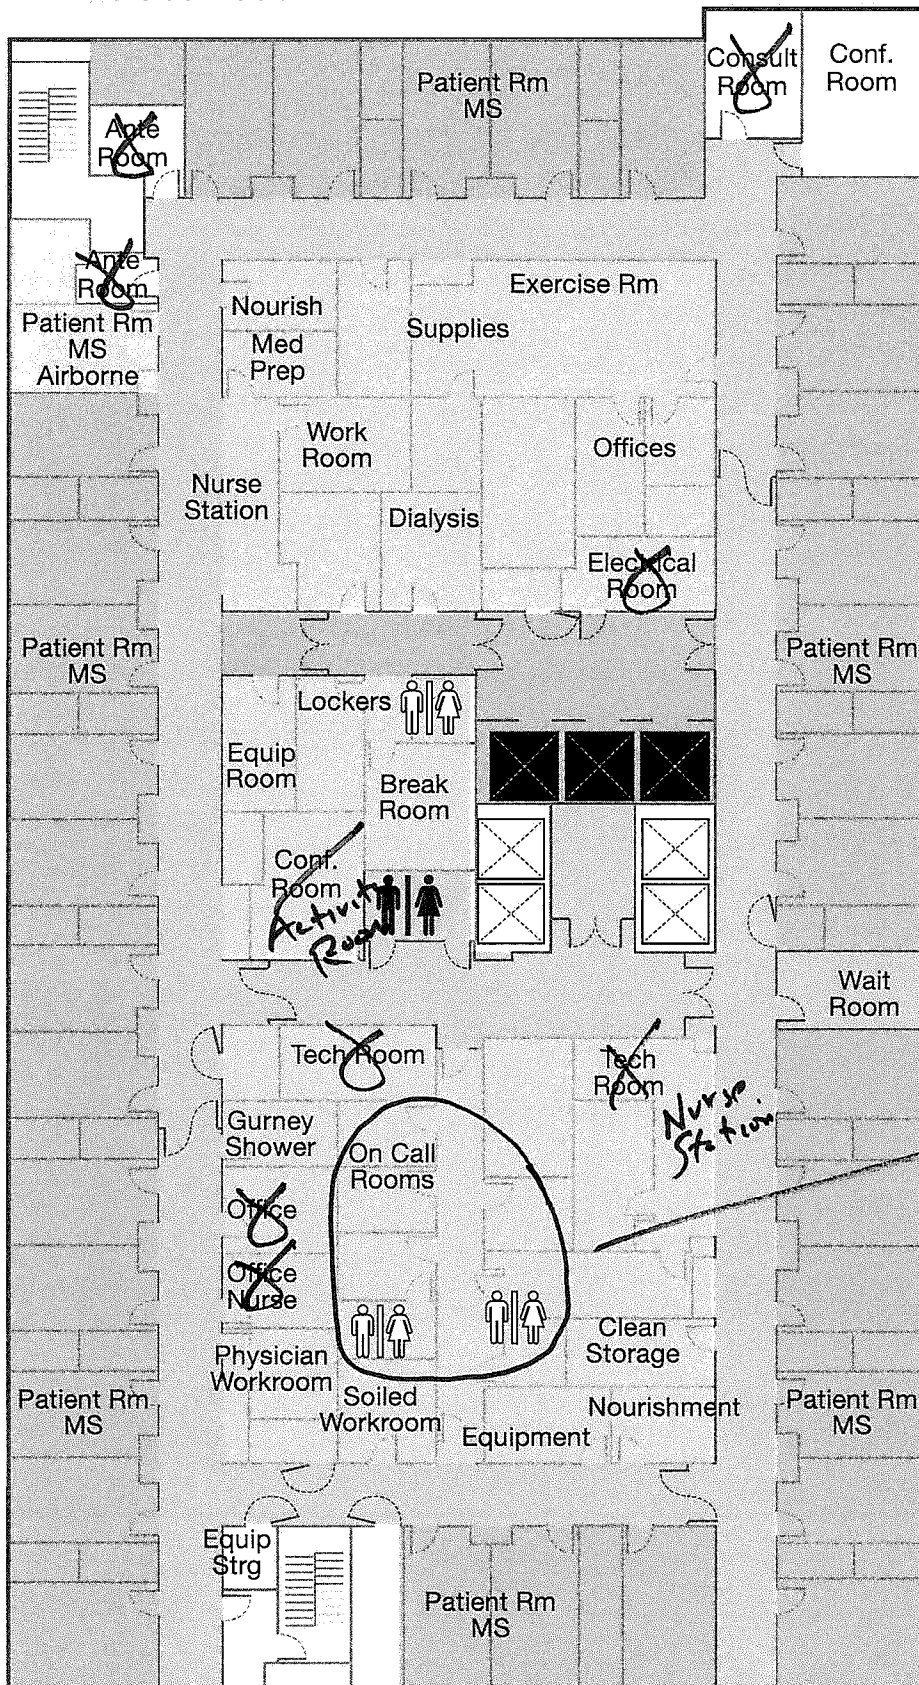 Consult
Room
Conf.
Room
Patient Rm
MS
Ante
Room
Ante
Room
Patient Rm
MS
Airborne
Nourish
Med
Prep
Supplies
Exercise Rm
Work
Room
Nurse
Station
Dialysis
Offices
Electrical
Room
Patient Rm
MS
Patient Rm
MS
Lockers
Equip
Room
Break
Room
Conf.
Room
Activity
Room
Wait
Room
Tech Room
Tech
Room
Nurse
Station
Gurney
Shower
On Call
Rooms
Office
Office
Nurse
Physician
Workroom
Clean
Storage
Soiled
Workroom
Equipment
Nourishment
Patient Rm
MS
Patient Rm
MS
Equip
Strg
Patient Rm
MS